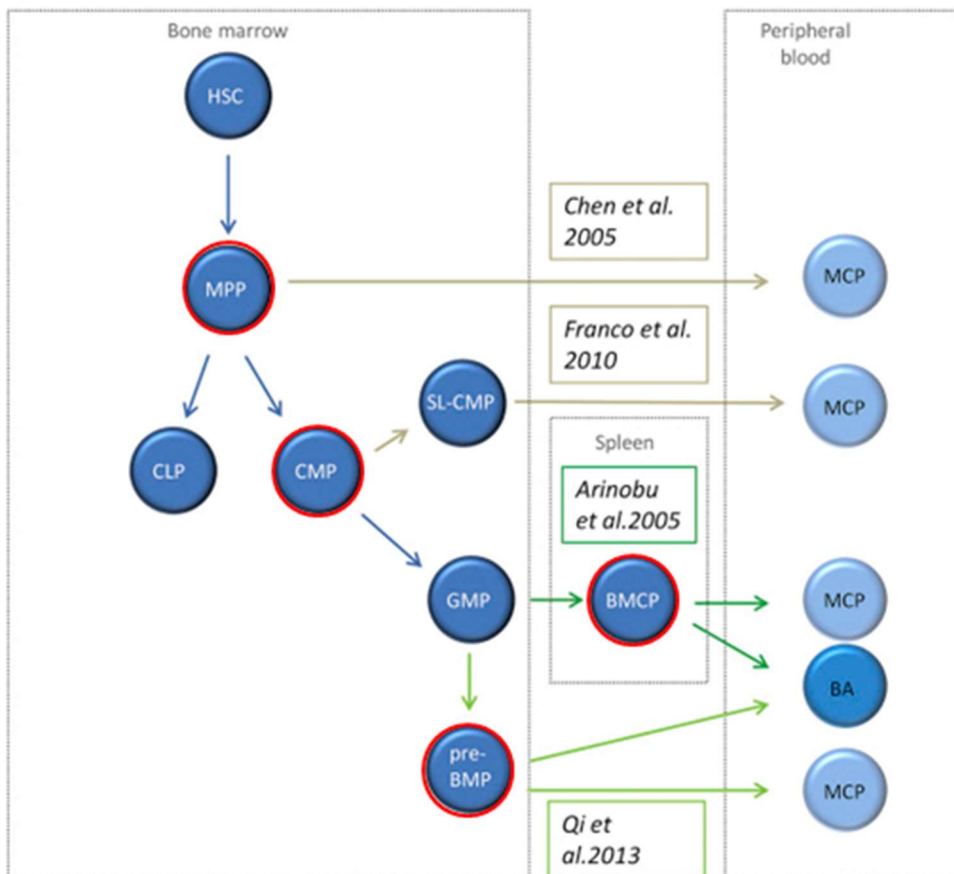 Bone marrow
Peripheral
blood
HSC
Chen et al.
2005
MPP
MCP
Franco et al.
2010
SL-CMP
MCP
CLP
CMP
Spleen
Arinobu
et al.2005
GMP
BMCP
MCP
BA
pre-
BMP
MCP
Qi et
al.2013